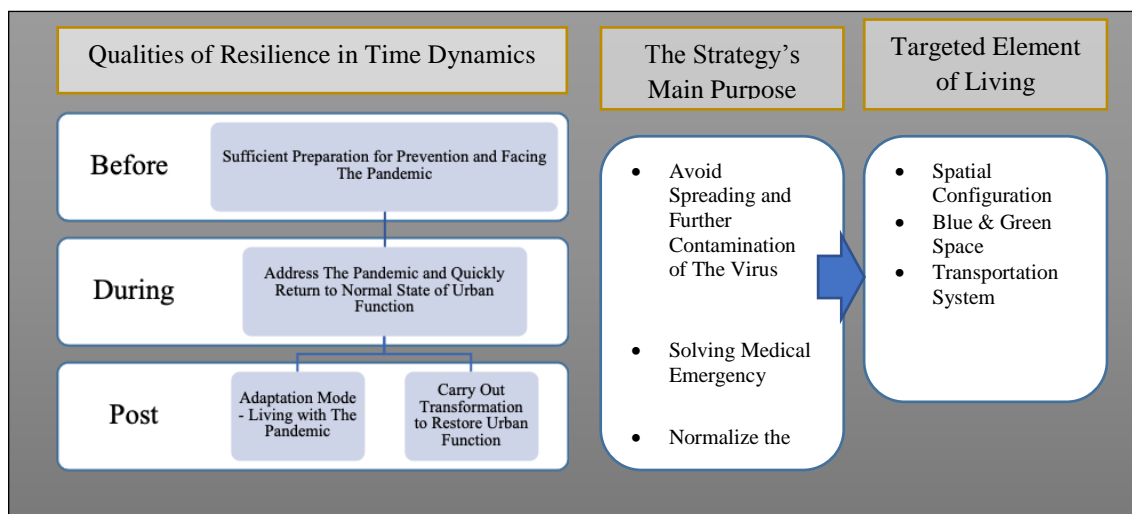 Qualities of Resilience in Time Dynamics
Before
Sufficient Preparation for Prevention and Facing
The Pandemic
During
Address The Pandemic and Quickly
Return to Normal State of Urban
Function
Post
Adaptation Mode
- Living with The
Pandemic
Carry Out
Transformation
to Restore Urban
Function
The Strategy’s
Main Purpose
• Avoid
Spreading and
Further
Contamination
of The Virus
• Solving Medical
Emergency
• Normalize the
Targeted Element
of Living
• Spatial
Configuration
• Blue & Green
Space
• Transportation
System